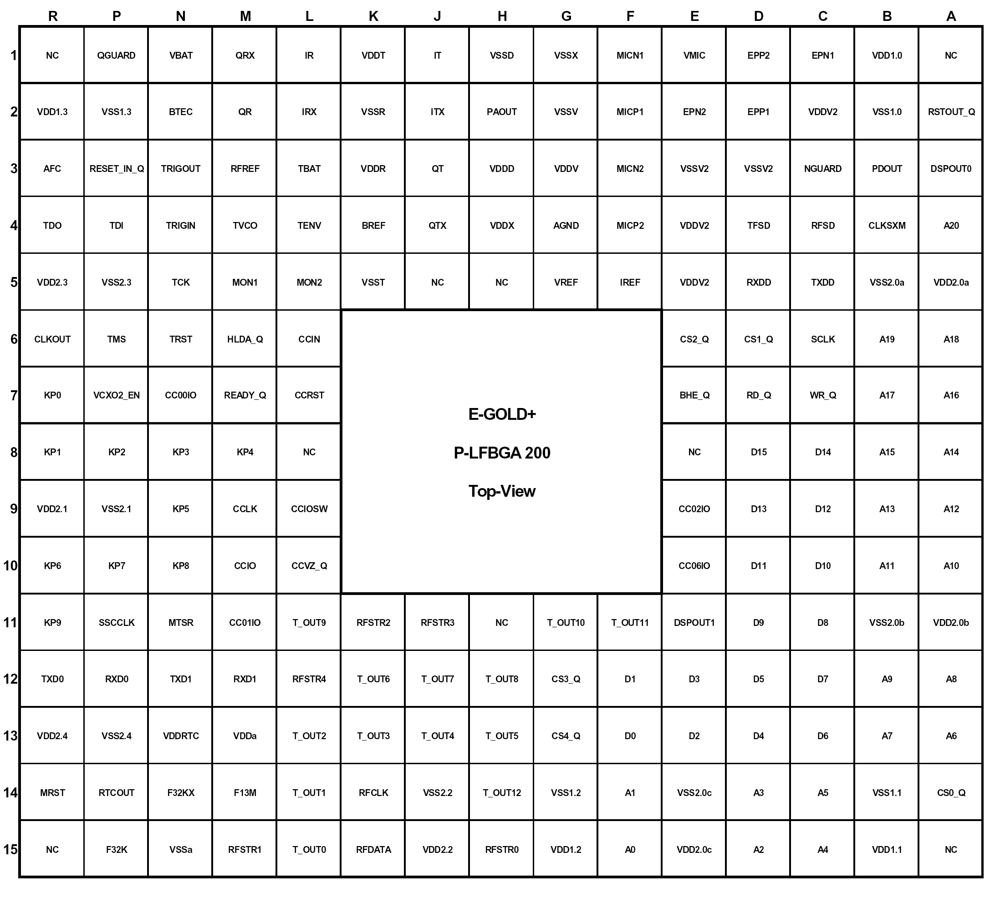 R P N M L K J H G F E D C B A
1 NC QGUARD VBAT QRX IR VDDT IT VSSD VSSX MICN1 VMIC EPP2 EPN1 VDD1.0 NC
2 VDD1.3 VSS1.3 BTEC QR IRX VSSR ITX PAOUT VSSV MICP1 EPN2 EPP1 VDDV2 VSS1.0 RSTOUT_Q
3 AFC RESET_IN_Q TRIGOUT RFREF TBAT VDDR QT VDDD VDDV MICN2 VSSV2 VSSV2 NGUARD PDOUT DSPOUT0
4 TDO TDI TRIGIN TVCO TENV BREF QTX VDDX AGND MICP2 VDDV2 TFSD RFSD CLKSXM A20
5 VDD2.3 VSS2.3 TCK MON1 MON2 VSST NC NC VREF IREF VDDV2 RXDD TXDD VSS2.0a VDD2.0a
6 CLKOUT TMS TRST HLDA_Q CCIN CS2_Q CS1_Q SCLK A19 A18
7 KP0 VCXO2_EN CC00IO READY_Q CCRST BHE_Q RD_Q WR_Q A17 A16
E-GOLD+
8 KP1 KP2 KP3 KP4 NC P-LFBGA 200 NC D15 D14 A15 A14
Top-View
9 VDD2.1 VSS2.1 KP5 CCLK CCIOSW CC02IO D13 D12 A13 A12
10 KP6 KP7 KP8 CCIO CCVZ_Q CC06IO D11 D10 A11 A10
11 KP9 SSCCLK MTSR CC01IO T_OUT9 RFSTR2 RFSTR3 NC T_OUT10 T_OUT11 DSPOUT1 D9 D8 VSS2.0b VDD2.0b
12 TXD0 RXD0 TXD1 RXD1 RFSTR4 T_OUT6 T_OUT7 T_OUT8 CS3_Q D1 D3 D5 D7 A9 A8
13 VDD2.4 VSS2.4 VDDRTC VDDa T_OUT2 T_OUT3 T_OUT4 T_OUT5 CS4_Q D0 D2 D4 D6 A7 A6
14 MRST RTCOUT F32KX F13M T_OUT1 RFCLK VSS2.2 T_OUT12 VSS1.2 A1 VSS2.0c A3 A5 VSS1.1 CS0_Q
15 NC F32K VSSa RFSTR1 T_OUT0 RFDATA VDD2.2 RFSTR0 VDD1.2 A0 VDD2.0c A2 A4 VDD1.1 NC